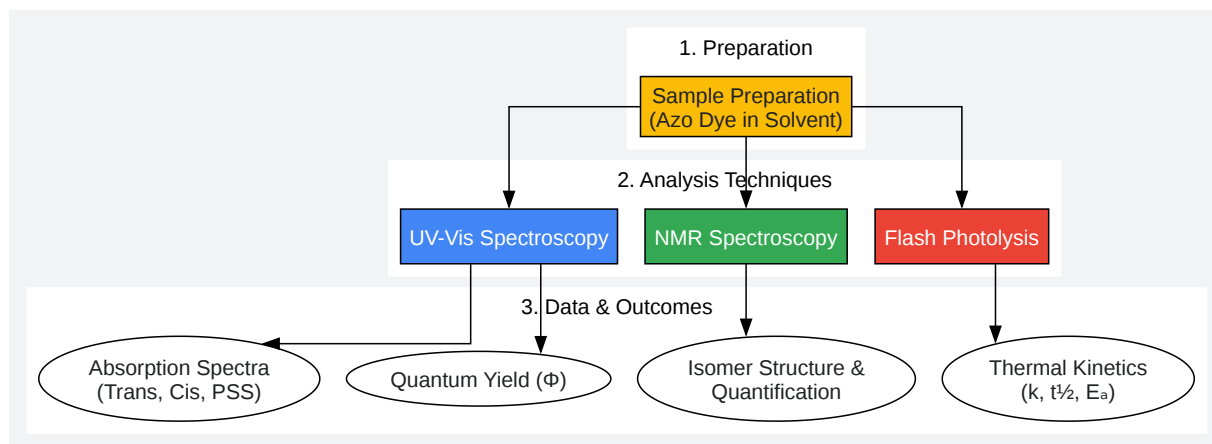 1. Preparation
Sample Preparation
(Azo Dye in Solvent)
2. Analysis Techniques
UV-Vis Spectroscopy
NMR Spectroscopy
Flash Photolysis
3. Data & Outcomes
Absorption Spectra
(Trans, Cis, PSS)
Quantum Yield (Φ)
Isomer Structure &
Quantification
Thermal Kinetics
(k, t½, Eₐ)